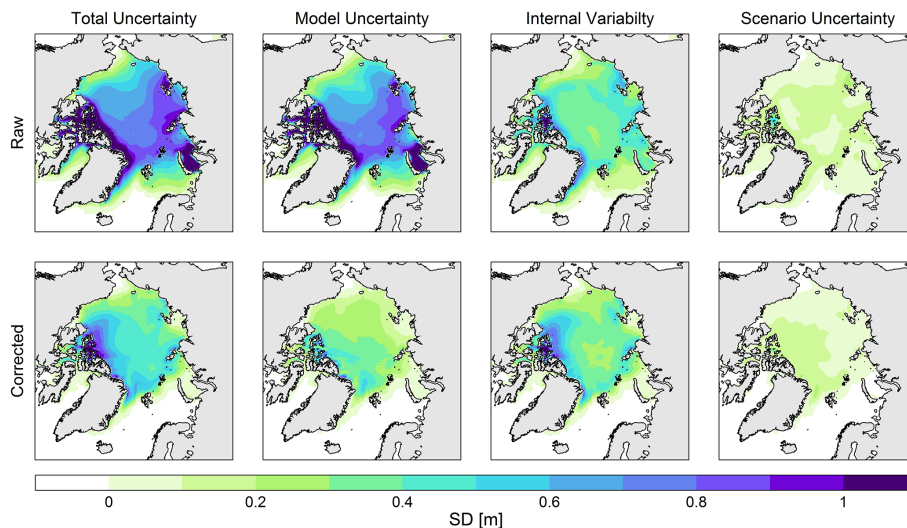 Total Uncertainty Model Uncertainty Internal Variabilty Scenario Uncertainty
Raw
Corrected
0 0.2 0.4 0.6 0.8 1
SD [m]